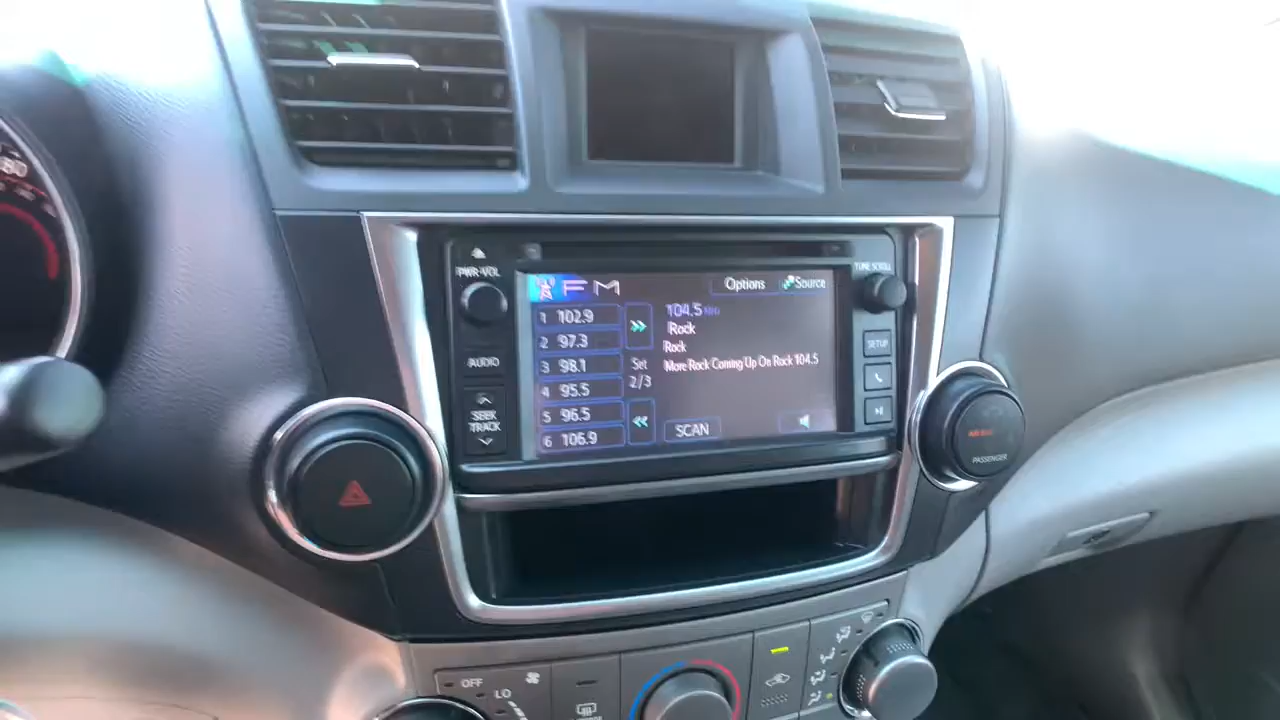 80
PWR·VOL
TUNE·SCROLL
FM
Options
Source
1 102.9
2 97.3
3 98.1
4 95.5
5 96.5
6 106.9
Set
2/3
104.5 MHz
Rock
Rock
More Rock Coming Up On Rock 104.5
SCAN
AUDIO
SEEK
TRACK
SETUP
PASSENGER
OFF
LO